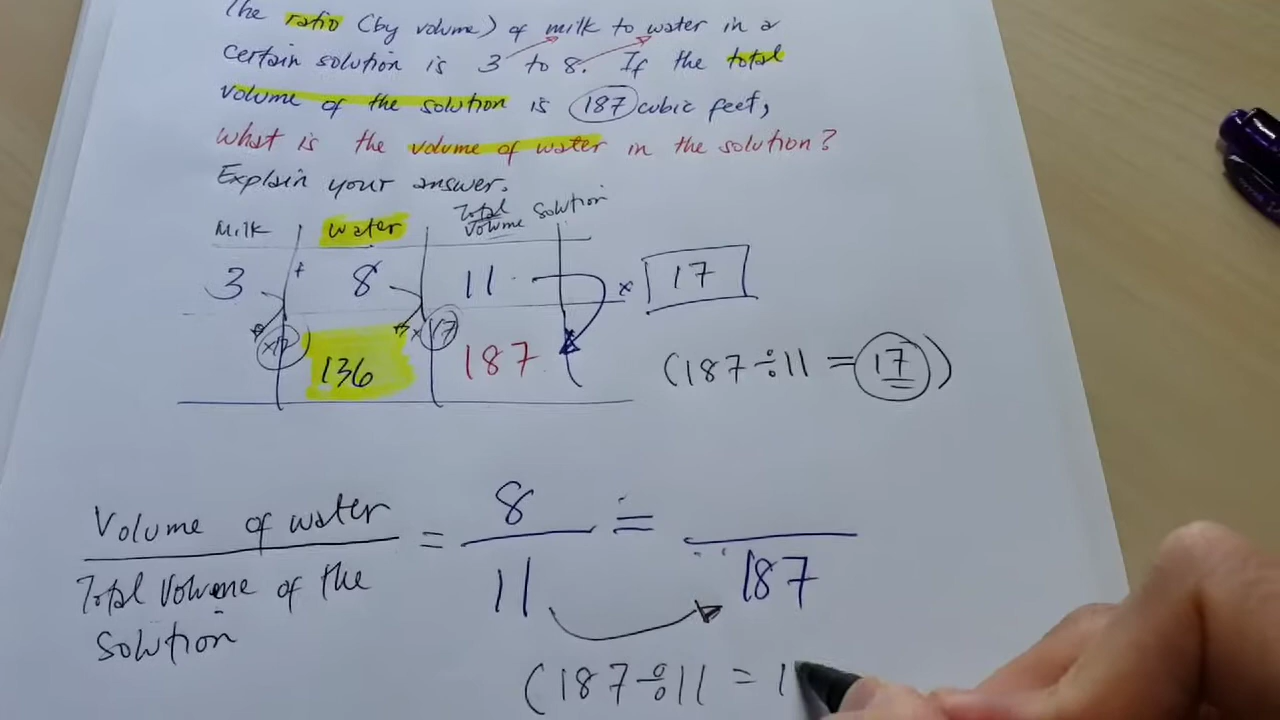 The ratio (by volume) of milk to water in a
certain solution is 3 to 8. If the total
volume of the solution is 187 cubic feet,
what is the volume of water in the solution?
Explain your answer.
Milk water Total Volume Solution
3 + 8 11 × 17
×17 136 ×17 187 (187÷11 = 17)
Volume of water = 8 = 
Total Volume of the 11 187
Solution
(187÷11 = 1